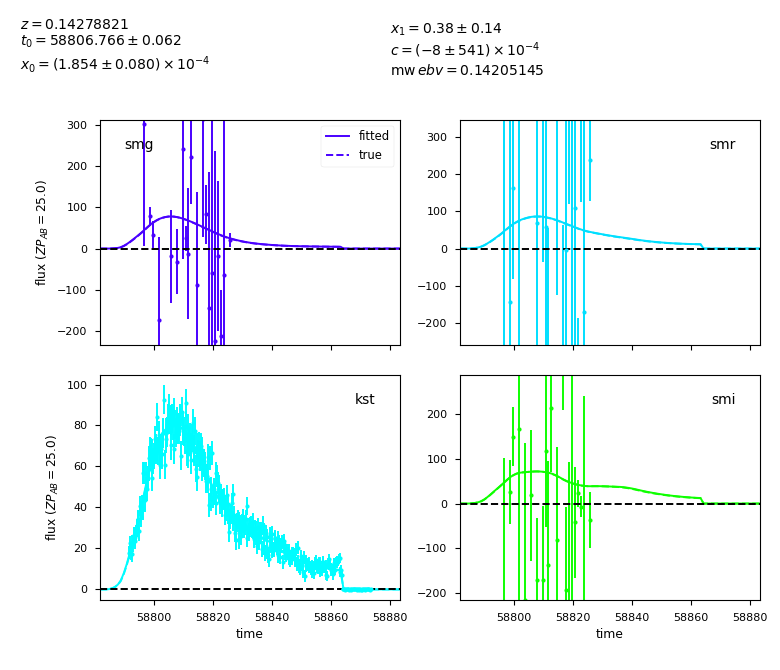 z = 0.14278821
t₀ = 58806.766 ± 0.062
x₀ = (1.854 ± 0.080) × 10⁻⁴
x₁ = 0.38 ± 0.14
c = (−8 ± 541) × 10⁻⁴
mw ebv = 0.14205145
smg
fitted
true
300
200
100
0
−100
−200
flux (ZP_AB = 25.0)
smr
300
200
100
0
−100
−200
kst
100
80
60
40
20
0
flux (ZP_AB = 25.0)
58800 58820 58840 58860 58880
time
smi
200
100
0
−100
−200
58800 58820 58840 58860 58880
time